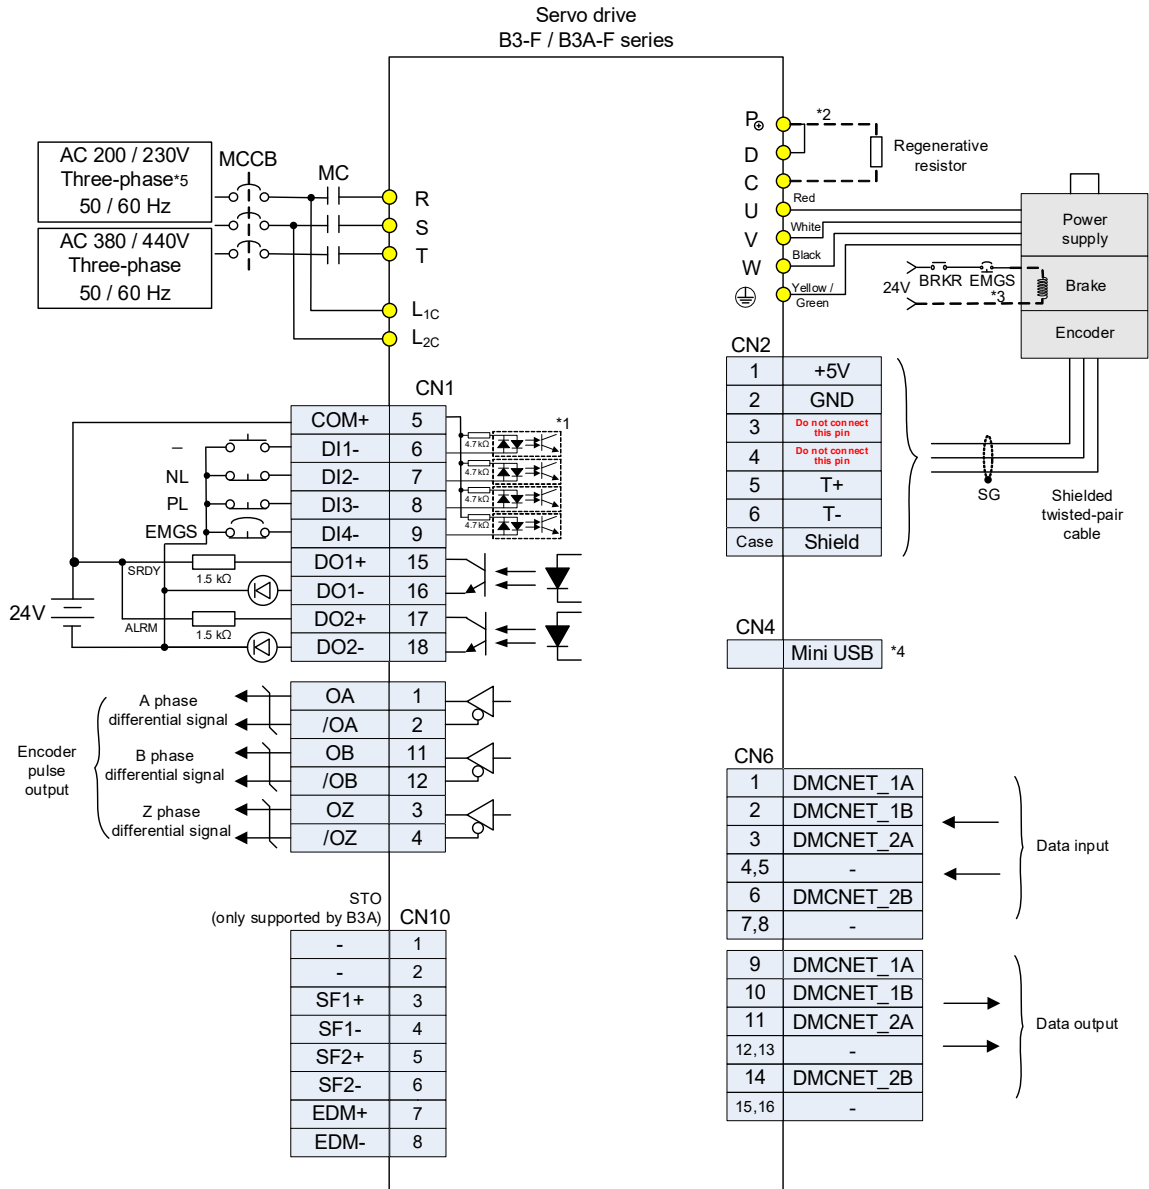 Servo drive
B3-F / B3A-F series
AC 200 / 230V
Three-phase*5
50 / 60 Hz
AC 380 / 440V
Three-phase
50 / 60 Hz
MCCB
MC
R
S
T
L1C
L2C
P⊕
D
C
U
V
W
*2
Regenerative
resistor
Red
White
Black
Yellow /
Green
Power
supply
Brake
Encoder
24V
BRKR
EMGS
*3
CN1
COM+ 5
DI1- 6
DI2- 7
DI3- 8
DI4- 9
DO1+ 15
DO1- 16
DO2+ 17
DO2- 18
–
NL
PL
EMGS
SRDY
1.5 kΩ
ALRM
1.5 kΩ
24V
*1
4.7kΩ
4.7kΩ
4.7kΩ
4.7kΩ
OA 1
/OA 2
OB 11
/OB 12
OZ 3
/OZ 4
Encoder
pulse
output
A phase
differential signal
B phase
differential signal
Z phase
differential signal
STO
(only supported by B3A)
CN10
- 1
- 2
SF1+ 3
SF1- 4
SF2+ 5
SF2- 6
EDM+ 7
EDM- 8
CN2
1 +5V
2 GND
3 Do not connect
this pin
4 Do not connect
this pin
5 T+
6 T-
Case Shield
SG
Shielded
twisted-pair
cable
CN4
Mini USB
*4
CN6
1 DMCNET_1A
2 DMCNET_1B
3 DMCNET_2A
4,5 -
6 DMCNET_2B
7,8 -
Data input
9 DMCNET_1A
10 DMCNET_1B
11 DMCNET_2A
12,13 -
14 DMCNET_2B
15,16 -
Data output